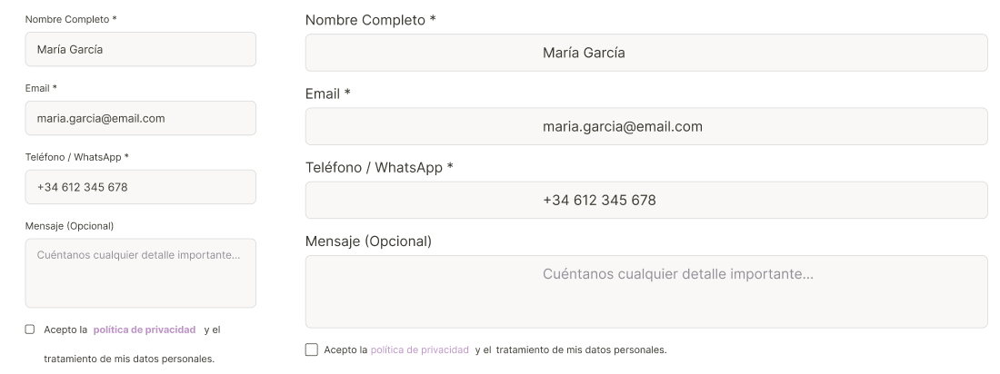 Nombre Completo *
María García
Email *
maria.garcia@email.com
Teléfono / WhatsApp *
+34 612 345 678
Mensaje (Opcional)
Cuéntanos cualquier detalle importante...
Acepto la política de privacidad y el
tratamiento de mis datos personales.
Nombre Completo *
María García
Email *
maria.garcia@email.com
Teléfono / WhatsApp *
+34 612 345 678
Mensaje (Opcional)
Cuéntanos cualquier detalle importante...
Acepto la política de privacidad y el tratamiento de mis datos personales.